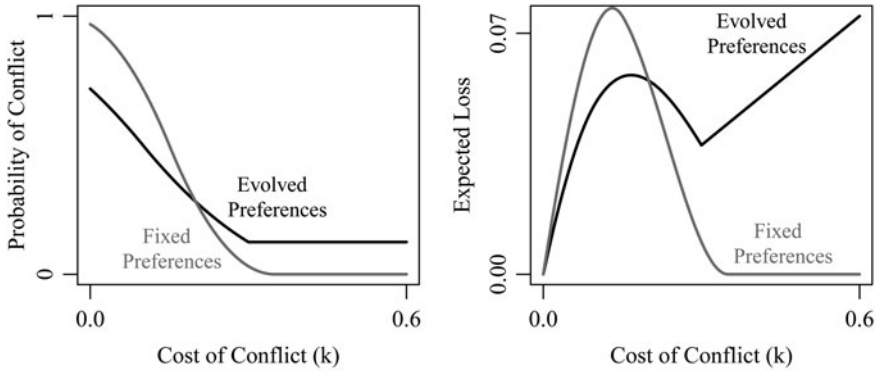 Probability of Conflict
1
0
Evolved
Preferences
Fixed
Preferences
0.0
0.6
Cost of Conflict (k)
Expected Loss
0.07
0.00
Evolved
Preferences
Fixed
Preferences
0.0
0.6
Cost of Conflict (k)